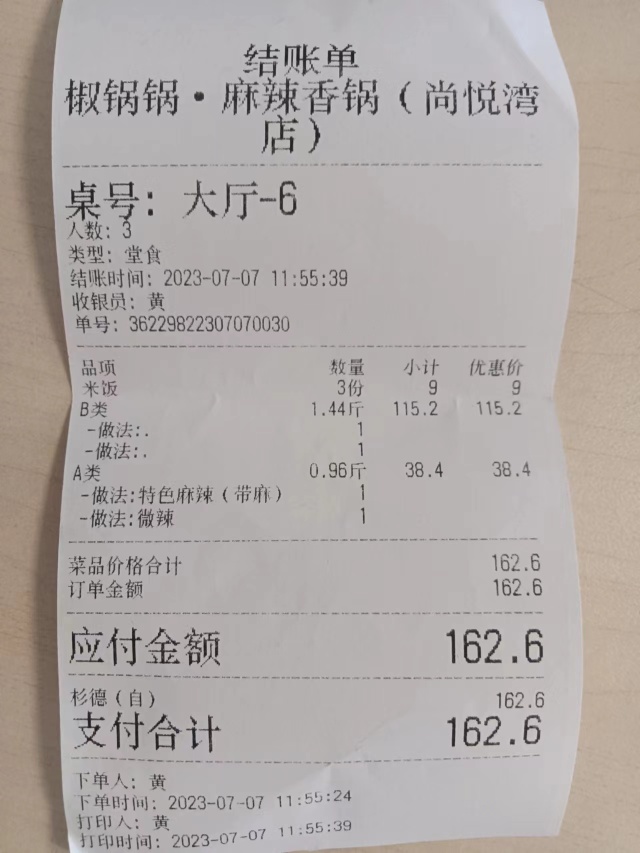 结账单
椒锅锅·麻辣香锅(尚悦湾
店)
桌号: 大厅-6
人数: 3
类型: 堂食
结账时间: 2023-07-07 11:55:39
收银员: 黄
单号: 36229822307070030
品项 数量 小计 优惠价
米饭 3份 9 9
B类 1.44斤 115.2 115.2
-做法:. 1
-做法:. 1
A类 0.96斤 38.4 38.4
-做法:特色麻辣(带麻) 1
-做法:微辣 1
菜品价格合计 162.6
订单金额 162.6
应付金额 162.6
杉德(自) 162.6
支付合计 162.6
下单人: 黄
下单时间: 2023-07-07 11:55:24
打印人: 黄
打印时间: 2023-07-07 11:55:39